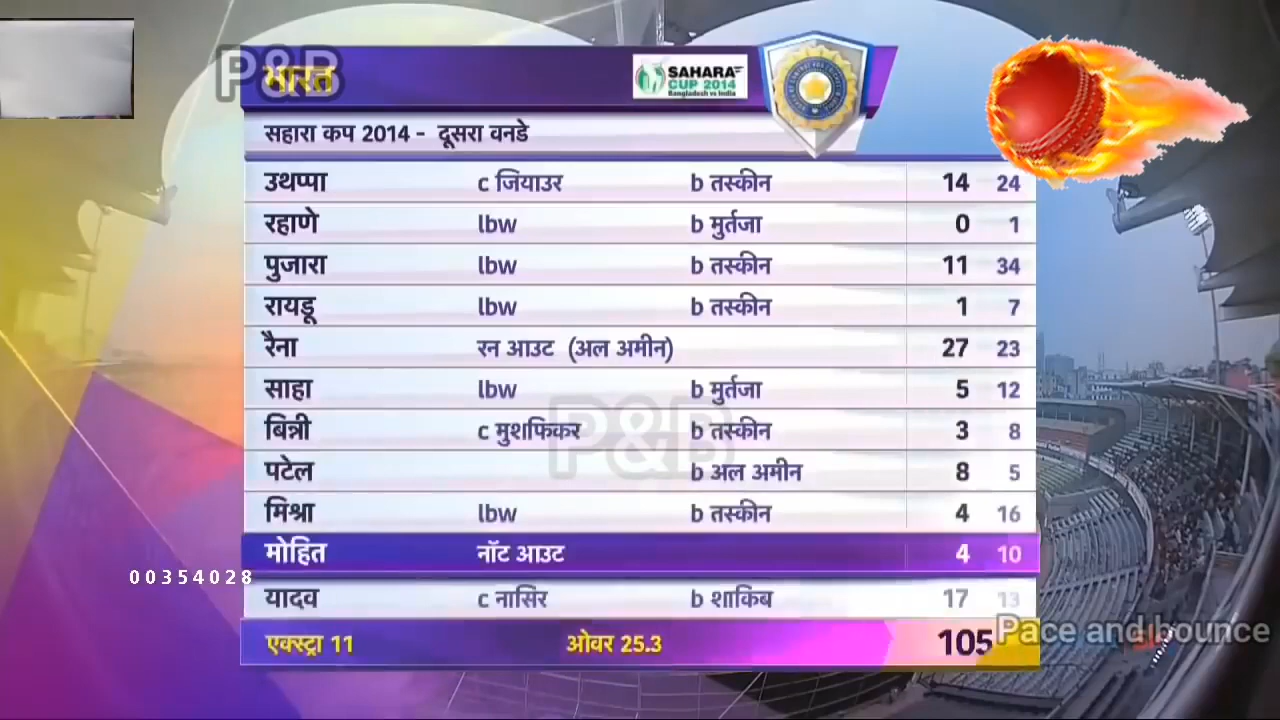 P&B
भारत
SAHARA
CUP 2014
Bangladesh vs India
सहारा कप 2014 - दूसरा वनडे
उथप्पा c जियाउर b तस्कीन 14 24
रहाणे lbw b मुर्तजा 0 1
पुजारा lbw b तस्कीन 11 34
रायडू lbw b तस्कीन 1 7
रैना रन आउट (अल अमीन) 27 23
साहा lbw b मुर्तजा 5 12
बिन्नी c मुशफिकर b तस्कीन 3 8
P&B
पटेल b अल अमीन 8 5
मिश्रा lbw b तस्कीन 4 16
मोहित नॉट आउट 4 10
00354028
यादव c नासिर b शाकिब 17 13
एक्स्ट्रा 11 ओवर 25.3 105
Pace and bounce